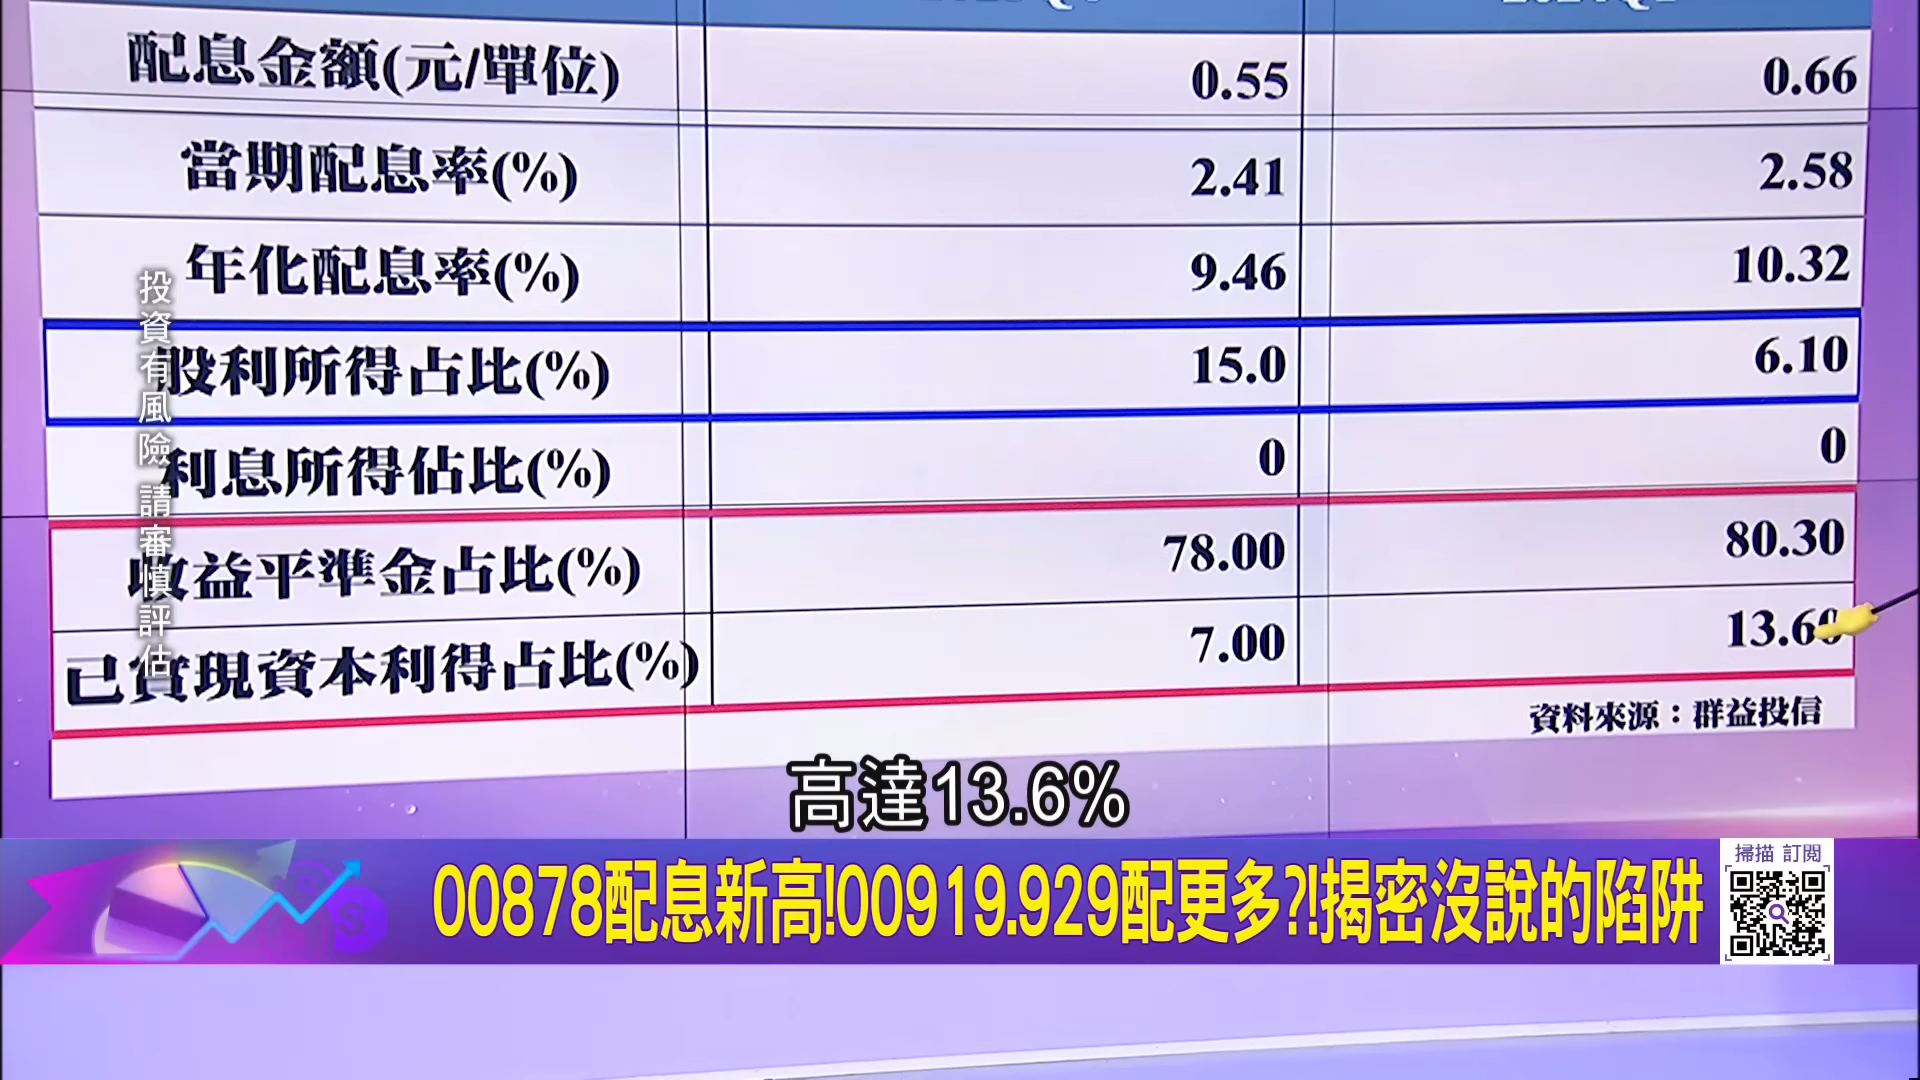 配息金額(元/單位) 0.55 0.66
當期配息率(%) 2.41 2.58
年化配息率(%) 9.46 10.32
股利所得占比(%) 15.0 6.10
利息所得佔比(%) 0 0
收益平準金占比(%) 78.00 80.30
已實現資本利得占比(%) 7.00 13.60
資料來源：群益投信
投資有風險 請審慎評估
高達13.6%
00878配息新高!00919.929配更多?!揭密沒說的陷阱
掃描 訂閱